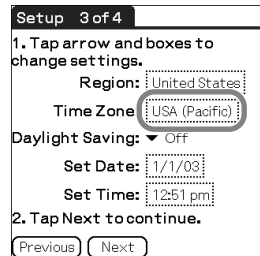 Setup 3 of 4
1. Tap arrow and boxes to
change settings.
Region: United States
Time Zone USA (Pacific)
Daylight Saving: Off
Set Date: 1/1/03
Set Time: 12:51 pm
2. Tap Next to continue.
Previous Next